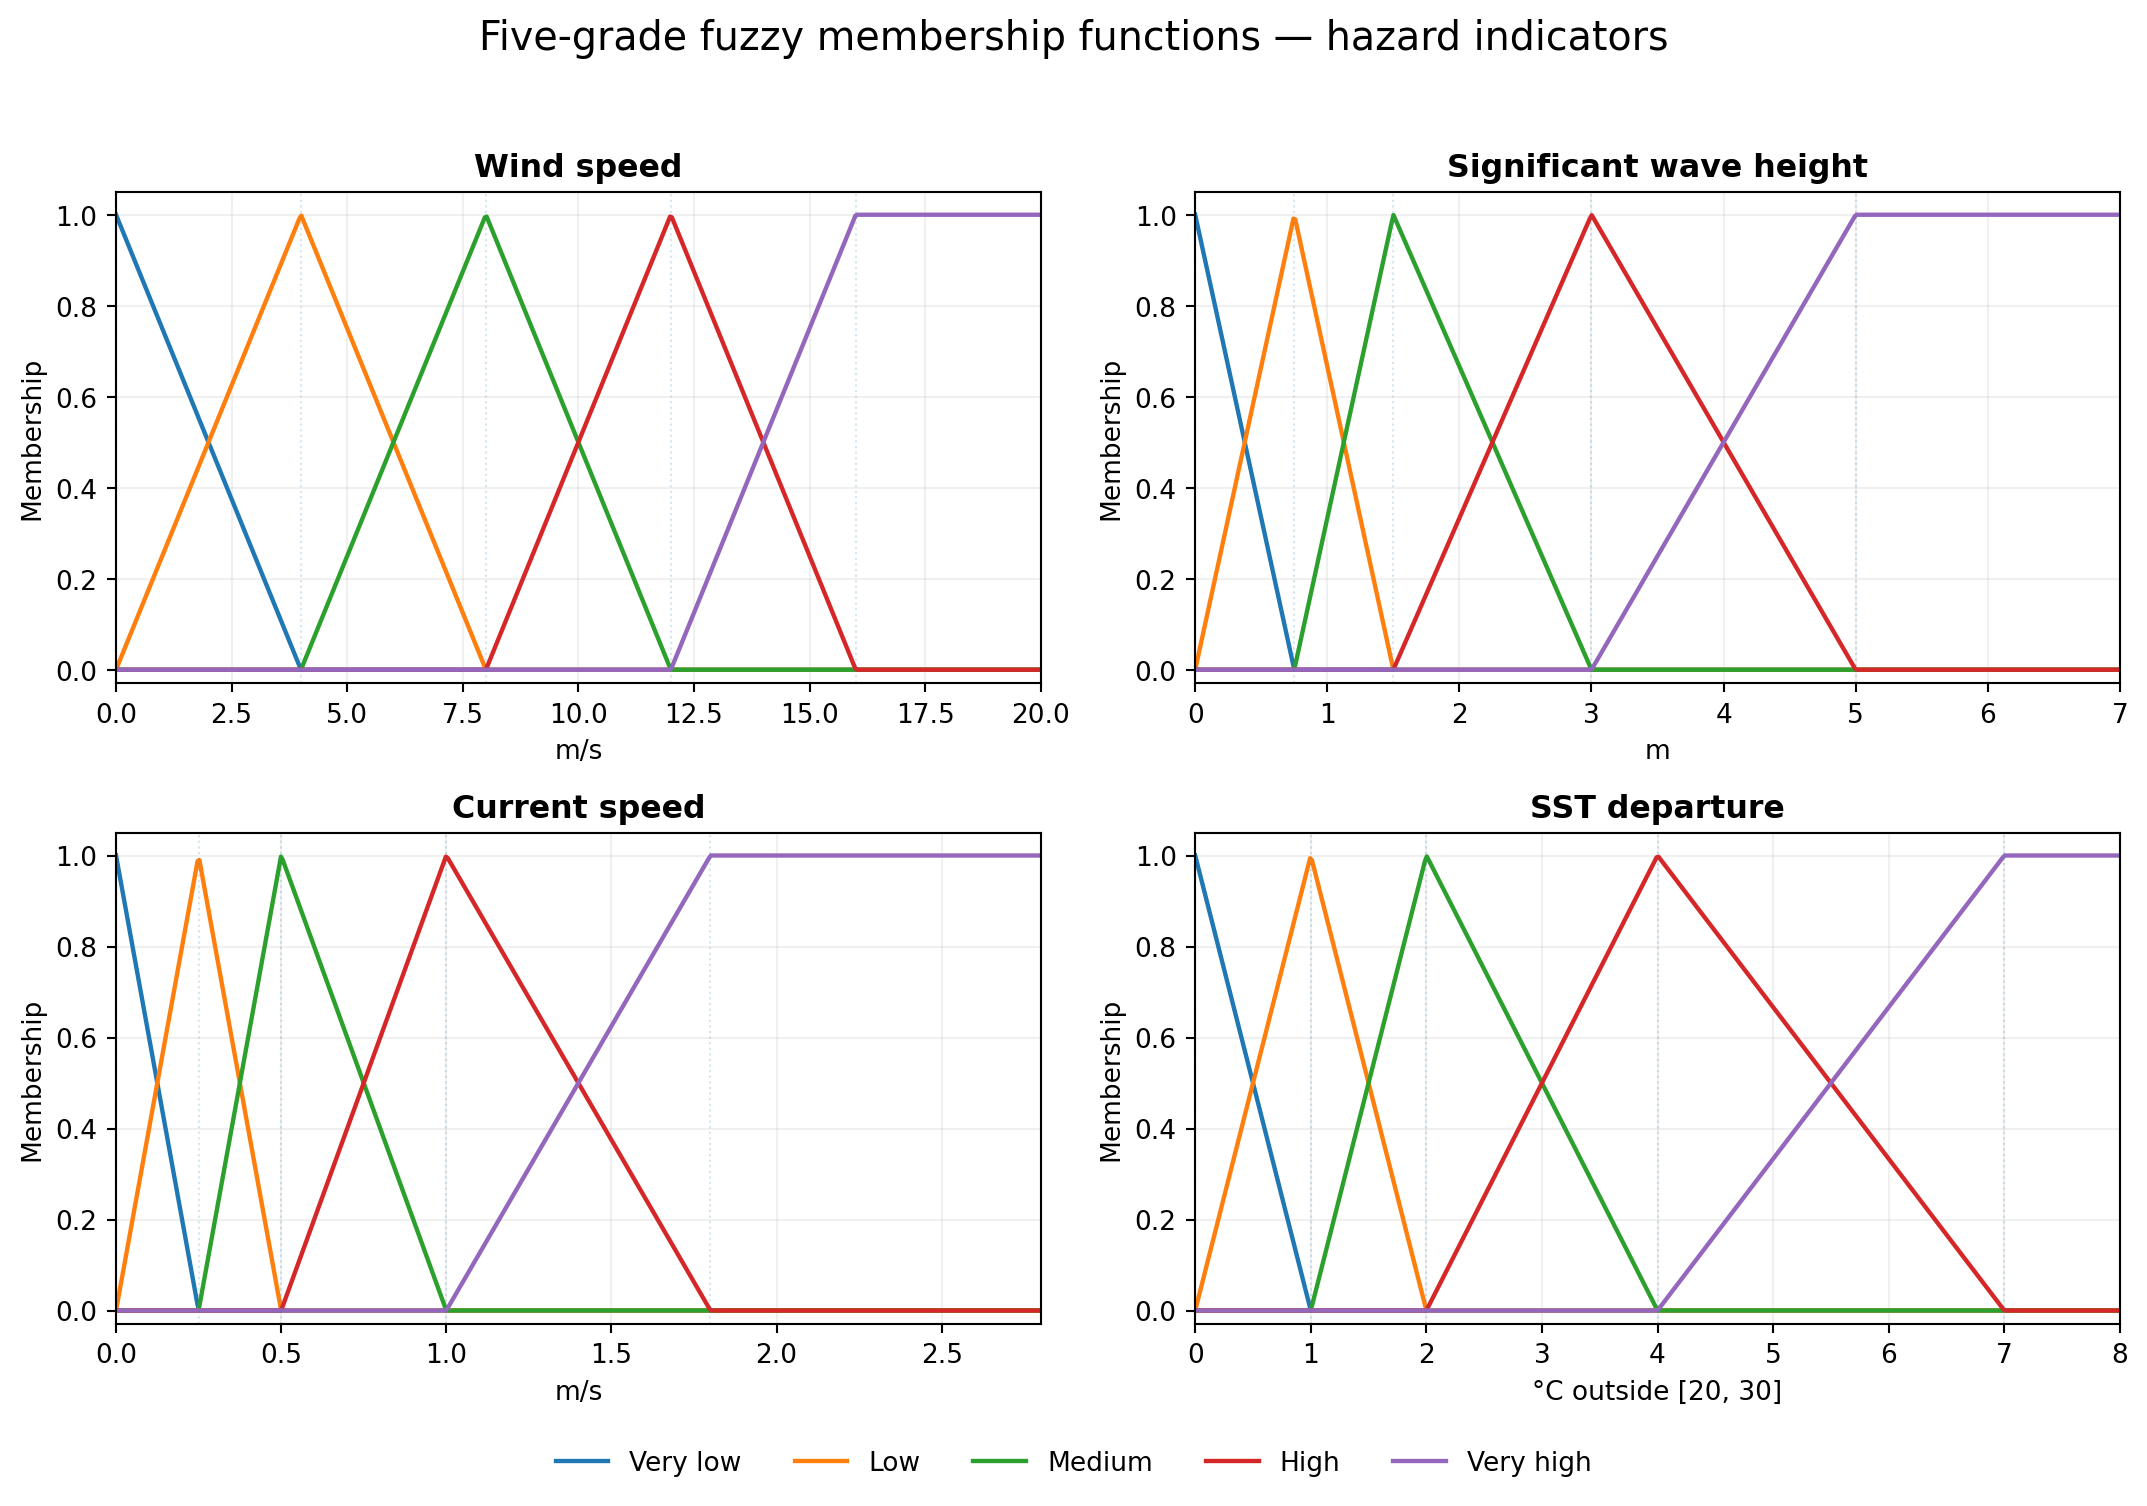 Five-grade fuzzy membership functions — hazard indicators
Wind speed
Membership
1.0
0.8
0.6
0.4
0.2
0.0
0.0 2.5 5.0 7.5 10.0 12.5 15.0 17.5 20.0
m/s
Significant wave height
Membership
1.0
0.8
0.6
0.4
0.2
0.0
0 1 2 3 4 5 6 7
m
Current speed
Membership
1.0
0.8
0.6
0.4
0.2
0.0
0.0 0.5 1.0 1.5 2.0 2.5
m/s
SST departure
Membership
1.0
0.8
0.6
0.4
0.2
0.0
0 1 2 3 4 5 6 7 8
°C outside [20, 30]
Very low Low Medium High Very high